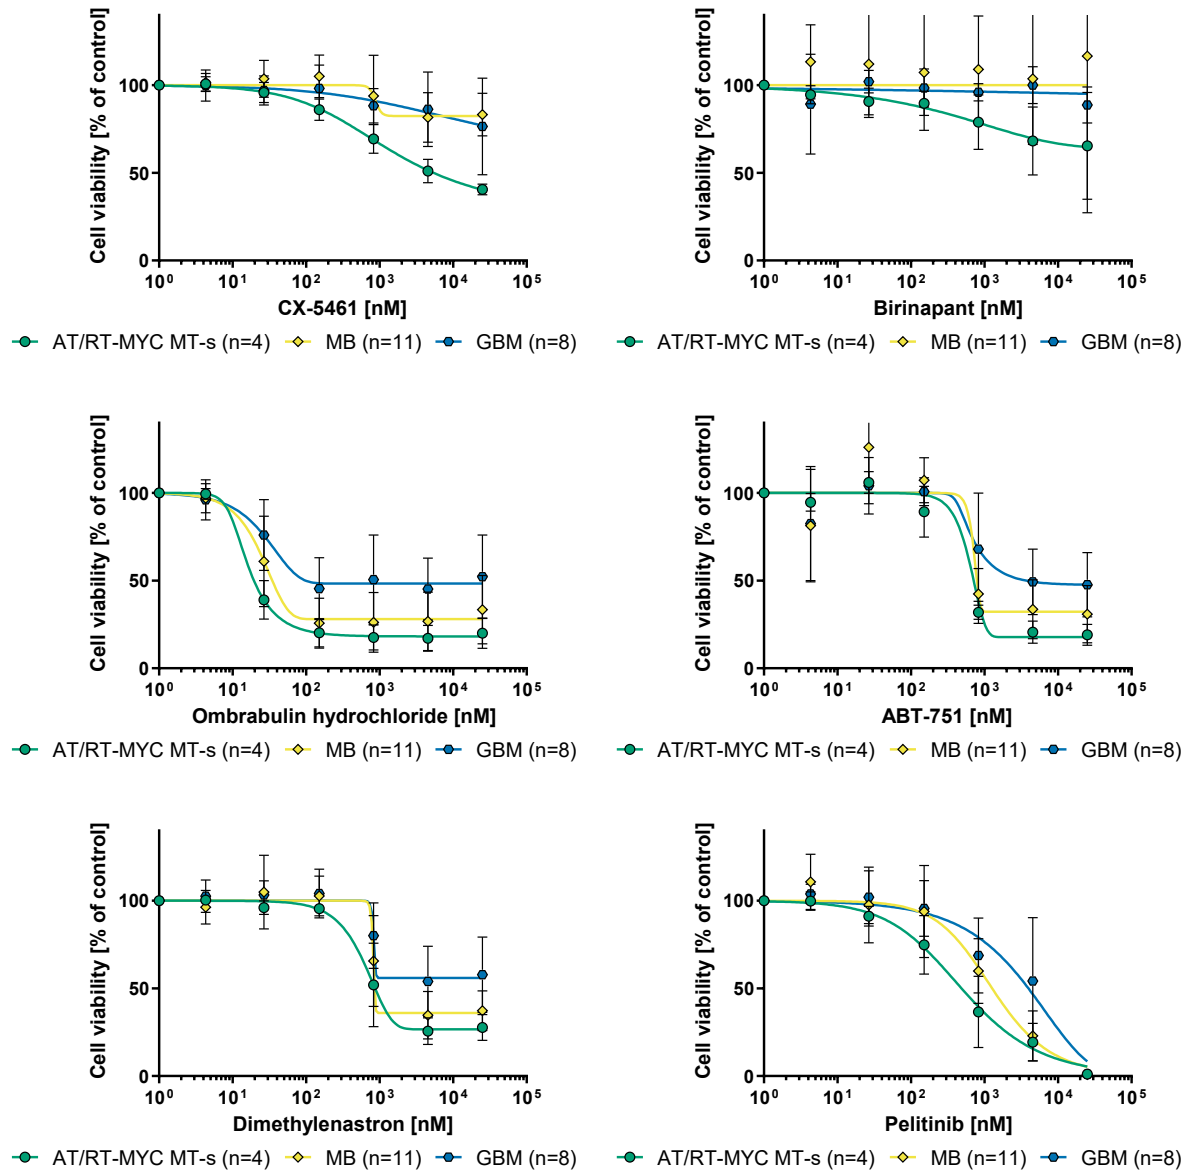 Cell viability [% of control]
100
50
0
10⁰ 10¹ 10² 10³ 10⁴ 10⁵
CX-5461 [nM]
AT/RT-MYC MT-s (n=4) MB (n=11) GBM (n=8)
Cell viability [% of control]
100
50
0
10⁰ 10¹ 10² 10³ 10⁴ 10⁵
Birinapant [nM]
AT/RT-MYC MT-s (n=4) MB (n=11) GBM (n=8)
Cell viability [% of control]
100
50
0
10⁰ 10¹ 10² 10³ 10⁴ 10⁵
Ombrabulin hydrochloride [nM]
AT/RT-MYC MT-s (n=4) MB (n=11) GBM (n=8)
Cell viability [% of control]
100
50
0
10⁰ 10¹ 10² 10³ 10⁴ 10⁵
ABT-751 [nM]
AT/RT-MYC MT-s (n=4) MB (n=11) GBM (n=8)
Cell viability [% of control]
100
50
0
10⁰ 10¹ 10² 10³ 10⁴ 10⁵
Dimethylenastron [nM]
AT/RT-MYC MT-s (n=4) MB (n=11) GBM (n=8)
Cell viability [% of control]
100
50
0
10⁰ 10¹ 10² 10³ 10⁴ 10⁵
Pelitinib [nM]
AT/RT-MYC MT-s (n=4) MB (n=11) GBM (n=8)